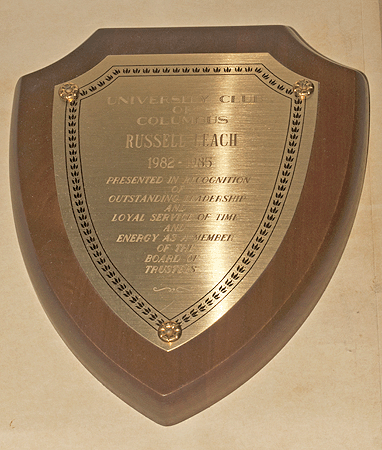 UNIVERSITY CLUB
OF
COLUMBUS
RUSSELL LEACH
1982-1985
PRESENTED IN RECOGNITION
OF
OUTSTANDING LEADERSHIP
AND
LOYAL SERVICE OF TIME
AND
ENERGY AS A MEMBER
OF THE
BOARD OF
TRUSTEES